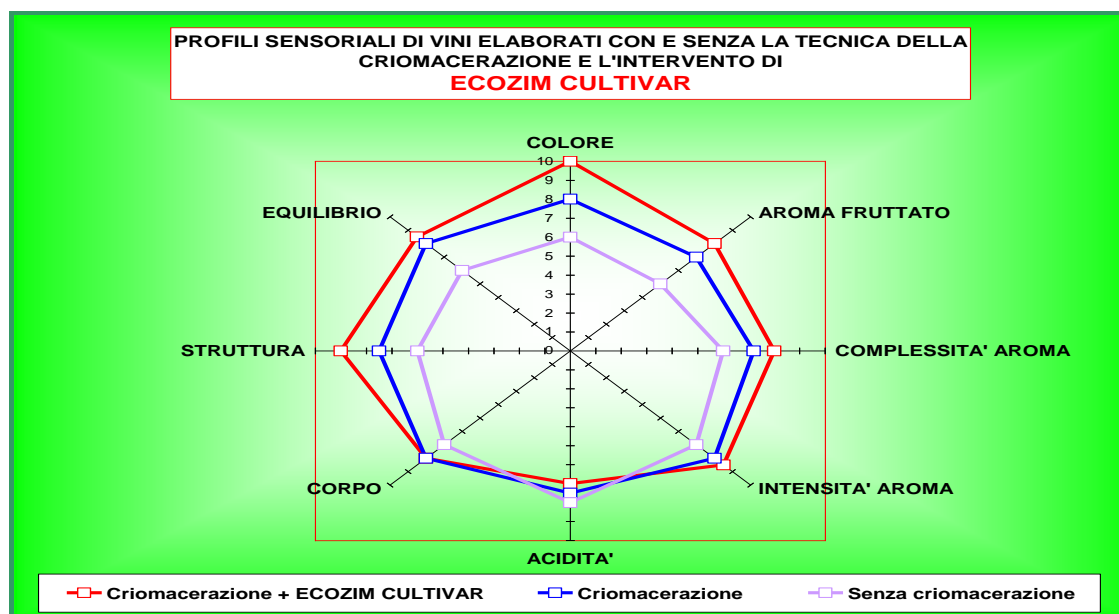 PROFILI SENSORIALI DI VINI ELABORATI CON E SENZA LA TECNICA DELLA
CRIOMACERAZIONE E L'INTERVENTO DI
ECOZIM CULTIVAR
COLORE
10
9
8
7
6
5
4
3
2
1
0
EQUILIBRIO
AROMA FRUTTATO
STRUTTURA
COMPLESSITA' AROMA
CORPO
INTENSITA' AROMA
ACIDITA'
Criomacerazione + ECOZIM CULTIVAR
Criomacerazione
Senza criomacerazione